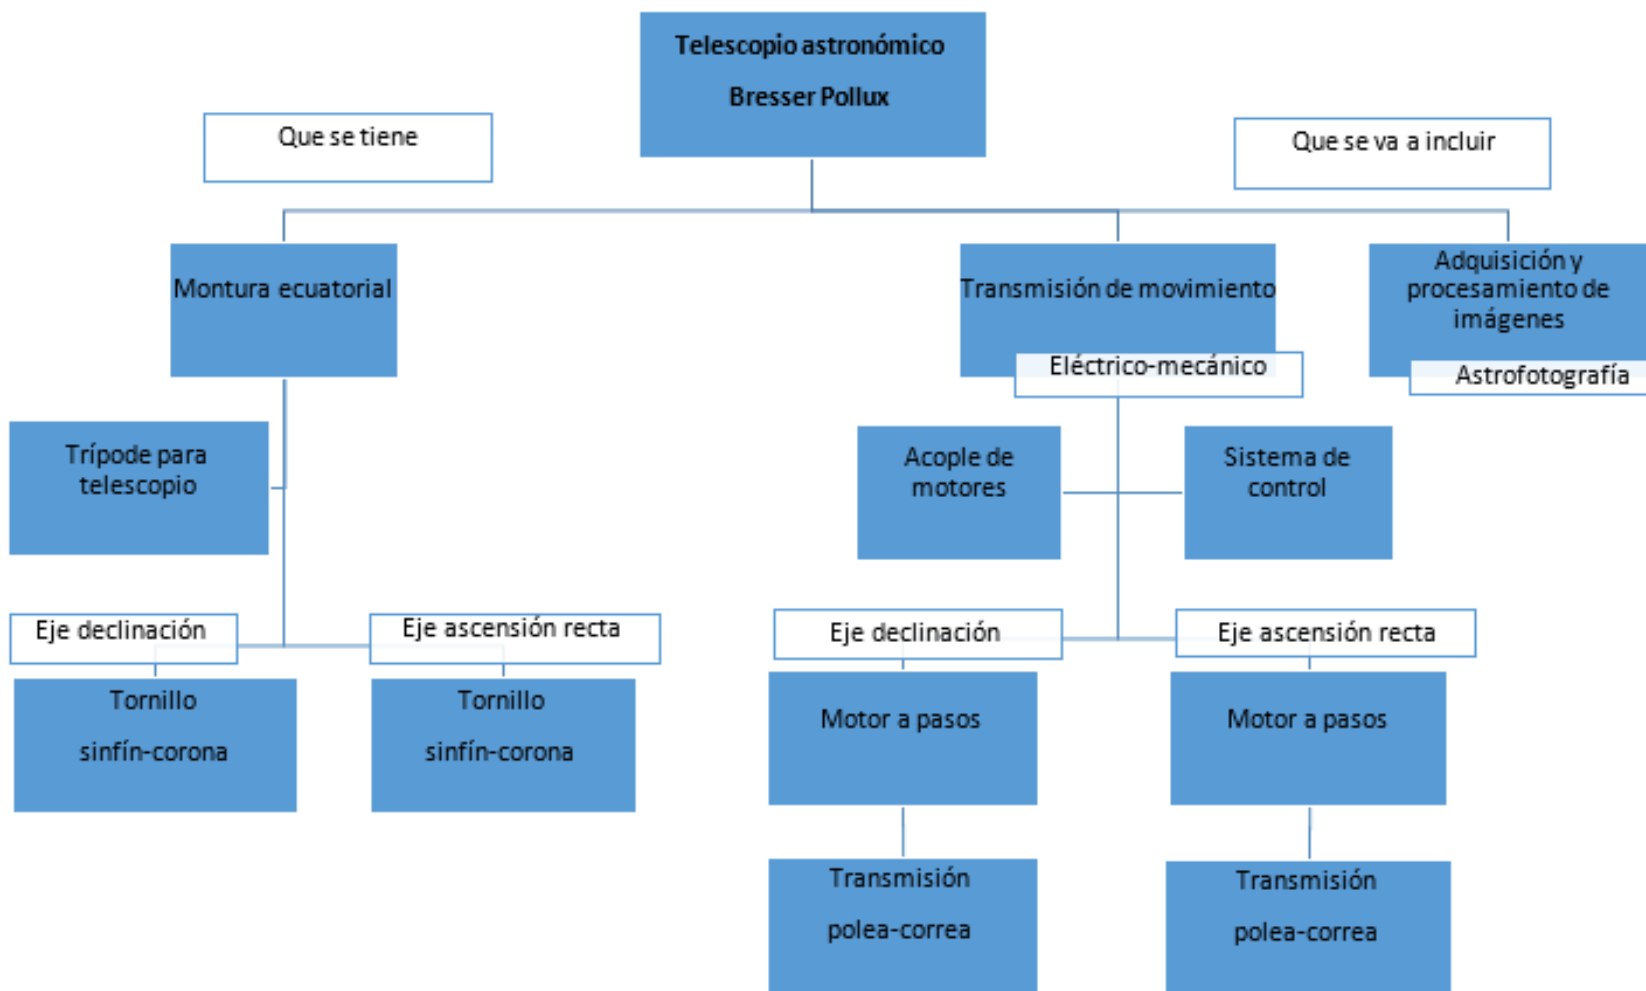 Telescopio astronómico
Bresser Pollux
Que se tiene
Que se va a incluir
Montura ecuatorial
Transmisión de movimiento
Adquisición y
procesamiento de
imágenes
Eléctrico-mecánico
Astrofotografía
Trípode para
telescopio
Acople de
motores
Sistema de
control
Eje declinación
Eje ascensión recta
Eje declinación
Eje ascensión recta
Tornillo
sinfín-corona
Tornillo
sinfín-corona
Motor a pasos
Motor a pasos
Transmisión
polea-correa
Transmisión
polea-correa